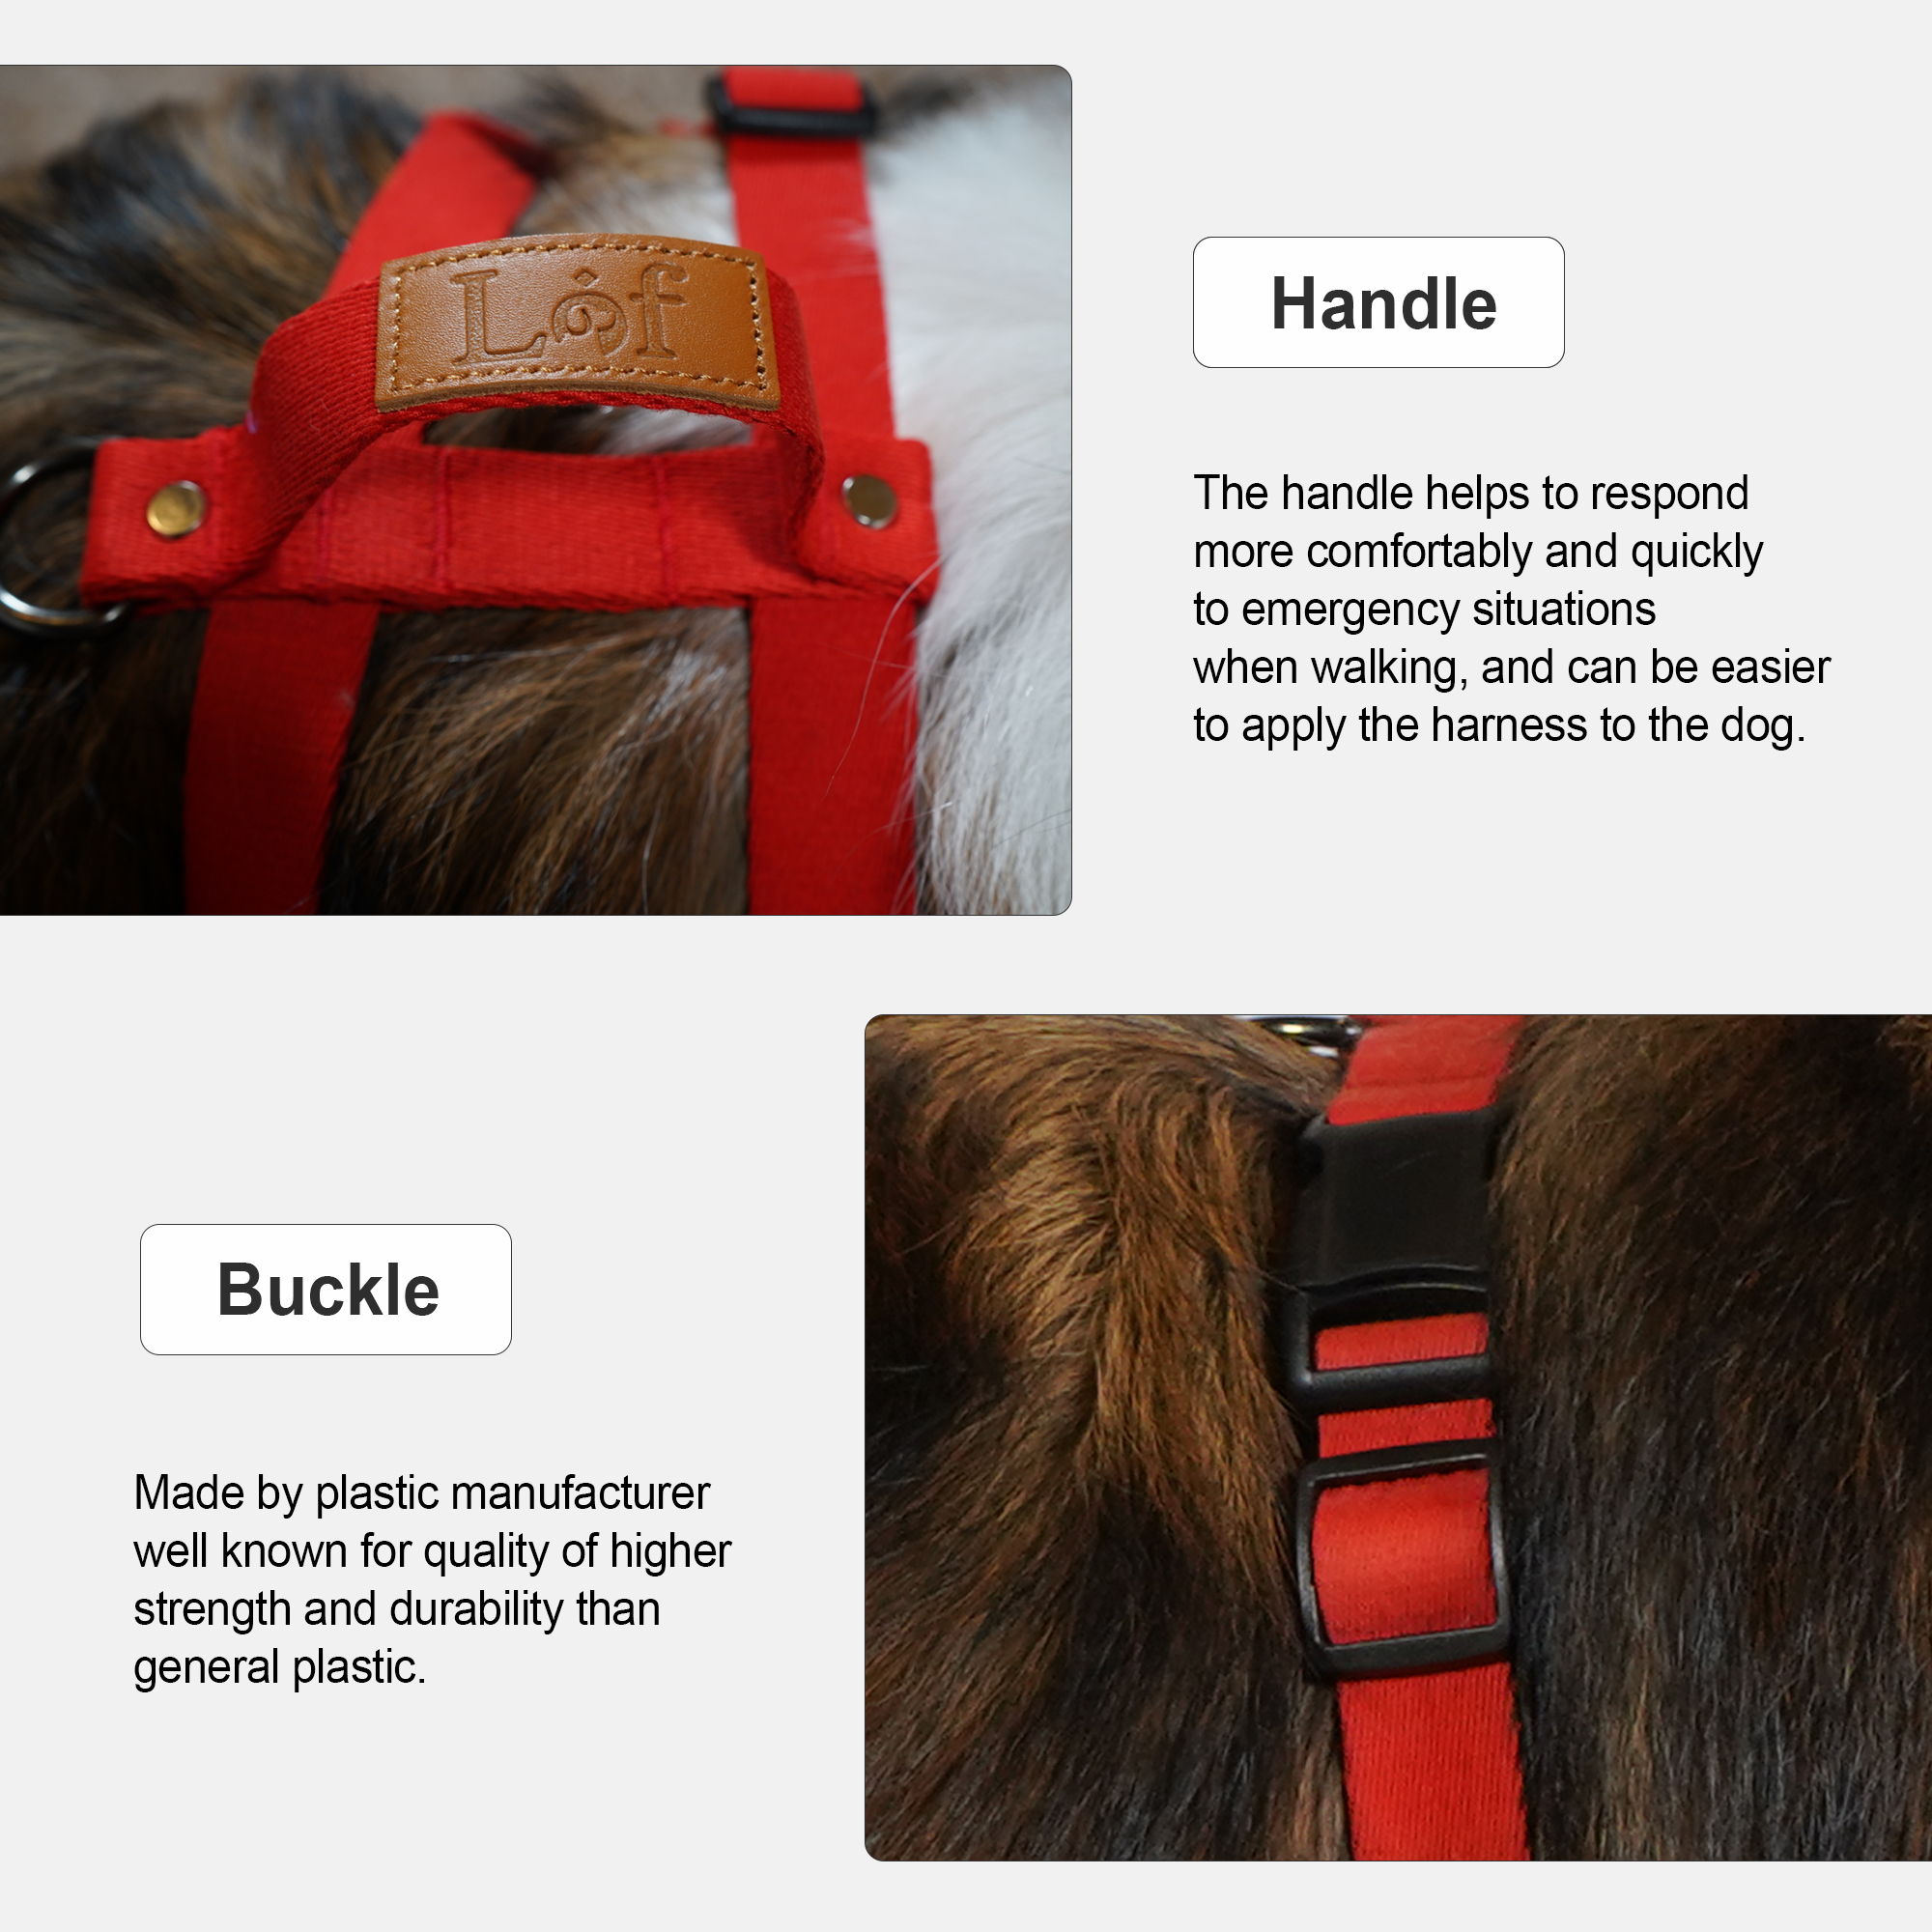 Lof
Handle
The handle helps to respond
more comfortably and quickly
to emergency situations
when walking, and can be easier
to apply the harness to the dog.
Buckle
Made by plastic manufacturer
well known for quality of higher
strength and durability than
general plastic.